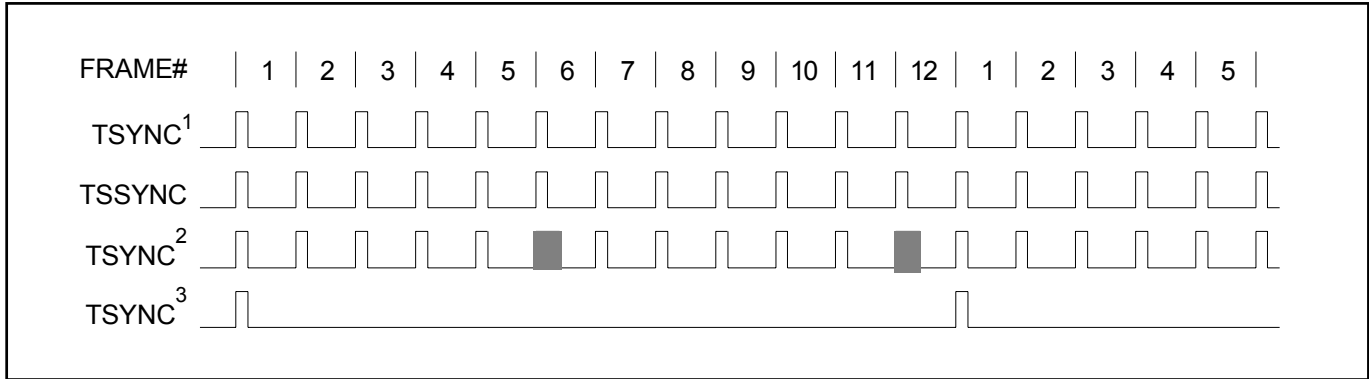 FRAME# 1 2 3 4 5 6 7 8 9 10 11 12 1 2 3 4 5
TSYNC1
TSSYNC
TSYNC2
TSYNC3